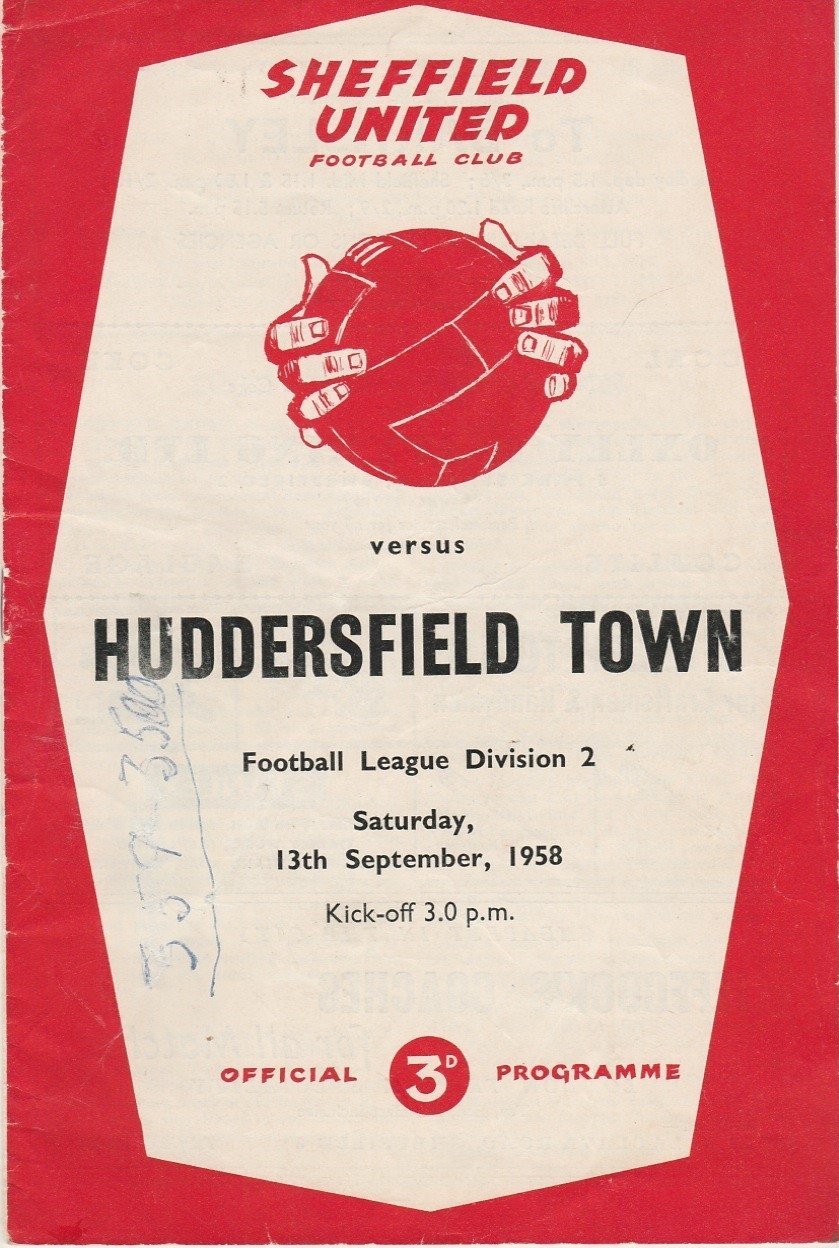 SHEFFIELD
UNITED
FOOTBALL CLUB
versus
HUDDERSFIELD TOWN
Football League Division 2
Saturday,
13th September, 1958
Kick-off 3.0 p.m.
OFFICIAL 3D PROGRAMME